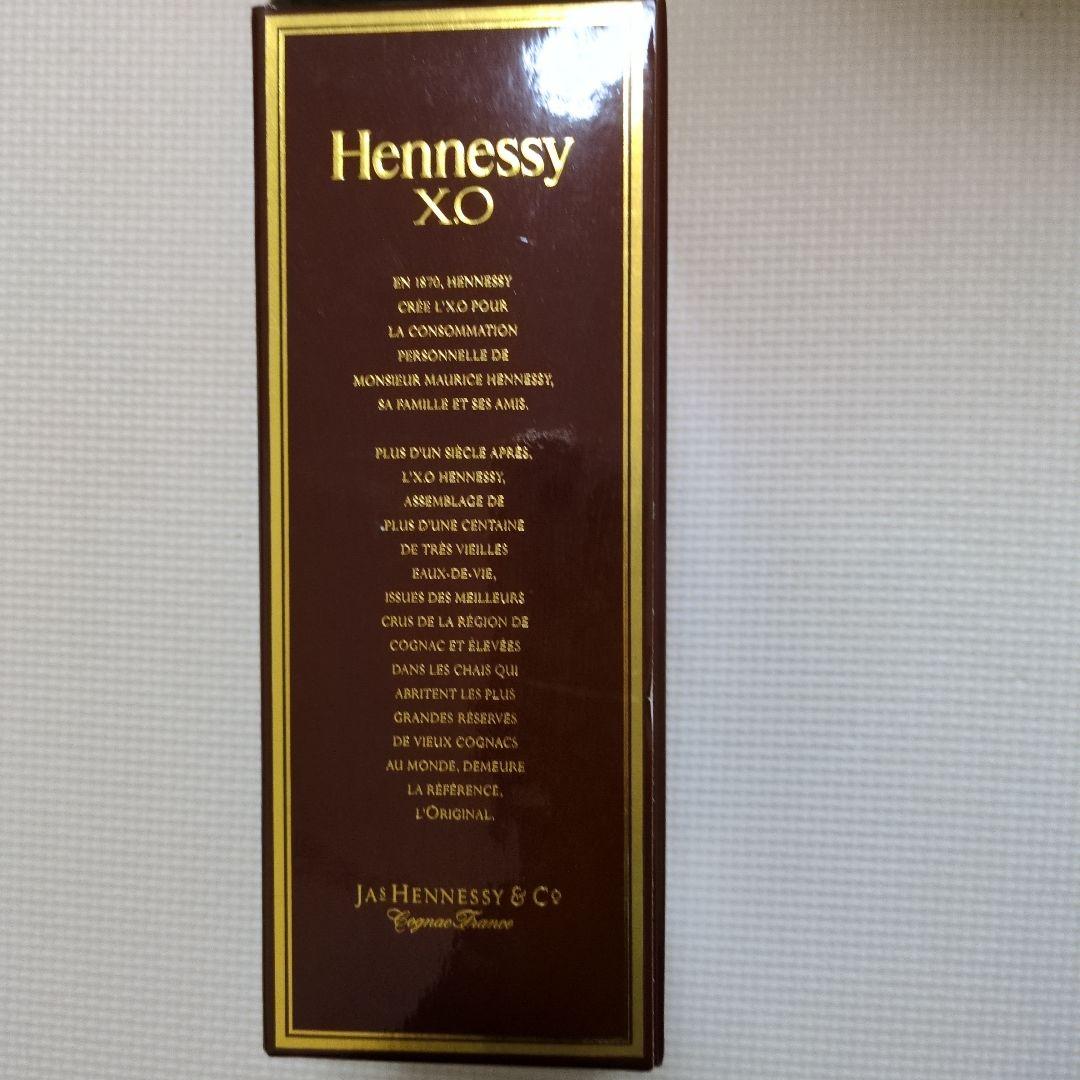 Hennessy
X.O
EN 1870, HENNESSY
CRÉE L'X.O POUR
LA CONSOMMATION
PERSONNELLE DE
MONSIEUR MAURICE HENNESSY,
SA FAMILLE ET SES AMIS.
PLUS D'UN SIÈCLE APRÈS,
L'X.O HENNESSY,
ASSEMBLAGE DE
PLUS D'UNE CENTAINE
DE TRÈS VIEILLES
EAUX-DE-VIE,
ISSUES DES MEILLEURS
CRUS DE LA RÉGION DE
COGNAC ET ÉLEVÉES
DANS LES CHAIS QUI
ABRITENT LES PLUS
GRANDES RÉSERVES
DE VIEUX COGNACS
AU MONDE, DEMEURE
LA RÉFÉRENCE,
L'ORIGINAL.
JAS HENNESSY & CO
Cognac France